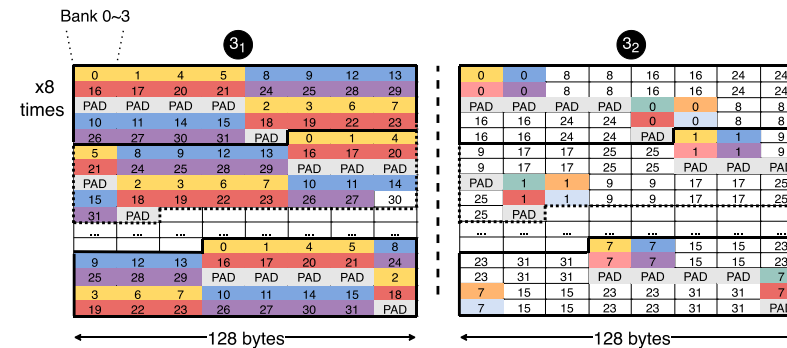 Bank 0~3
3₁
x8
times
0 1 4 5 8 9 12 13
16 17 20 21 24 25 28 29
PAD PAD PAD PAD 2 3 6 7
10 11 14 15 18 19 22 23
26 27 30 31 PAD 0 1 4
5 8 9 12 13 16 17 20
21 24 25 28 29 PAD PAD PAD
PAD 2 3 6 7 10 11 14
15 18 19 22 23 26 27 30
31 PAD
... ... ... ... ... ... ... ...
0 1 4 5 8
9 12 13 16 17 20 21 24
25 28 29 PAD PAD PAD PAD 2
3 6 7 10 11 14 15 18
19 22 23 26 27 30 31 PAD
128 bytes
3₂
0 0 8 8 16 16 24 24
0 0 8 8 16 16 24 24
PAD PAD PAD PAD 0 0 8 8
16 16 24 24 0 0 8 8
16 16 24 24 PAD 1 1 9
9 17 17 25 25 1 1 9
9 17 17 25 25 PAD PAD PAD
PAD 1 1 9 9 17 17 25
25 1 1 9 9 17 17 25
25 PAD
... ... ... ... ... ... ... ...
7 7 15 15 23
23 31 31 7 7 15 15 23
23 31 31 PAD PAD PAD PAD 7
7 15 15 23 23 31 31 7
7 15 15 23 23 31 31 PAD
128 bytes